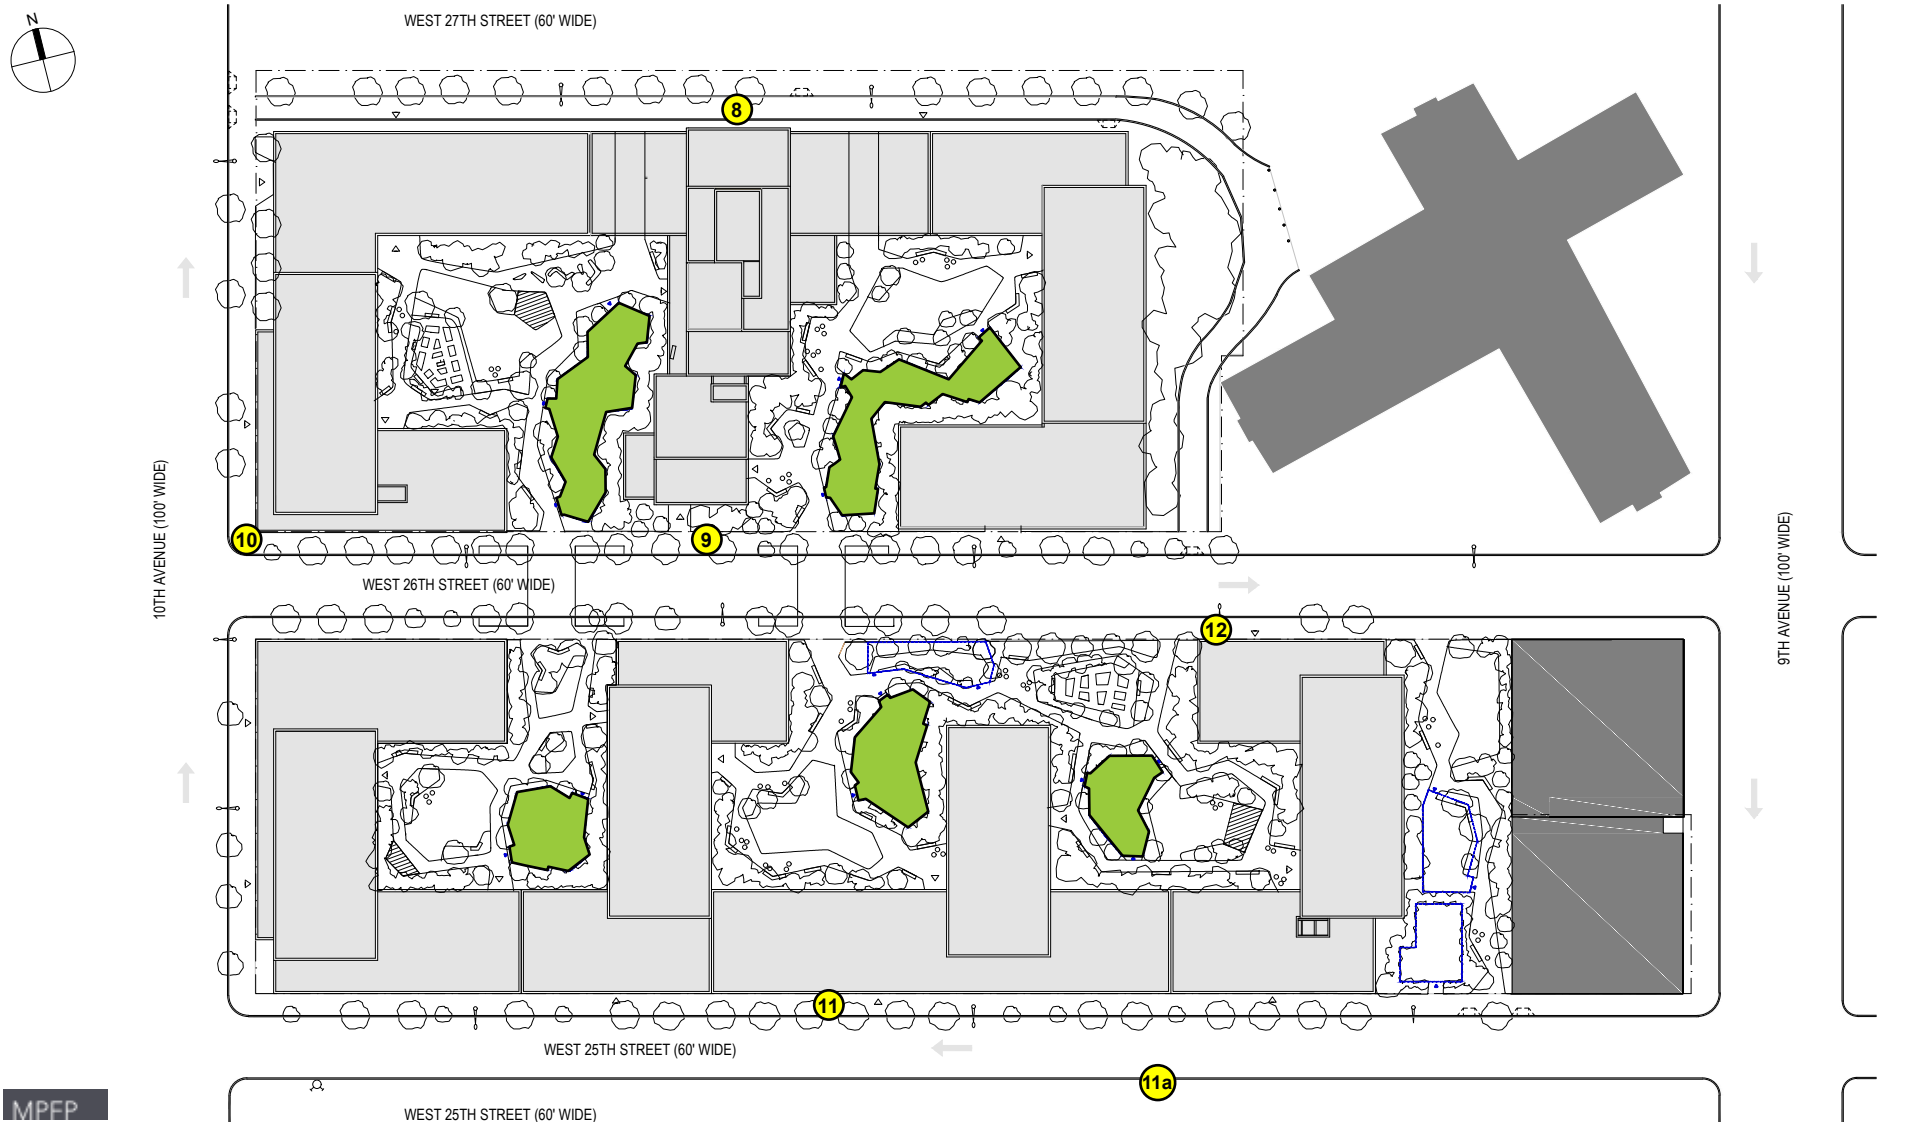 N
WEST 27TH STREET (60' WIDE)
8
10TH AVENUE (100' WIDE)
9TH AVENUE (100' WIDE)
10
9
WEST 26TH STREET (60' WIDE)
12
11
WEST 25TH STREET (60' WIDE)
11a
MPFP
WEST 25TH STREET (60' WIDE)